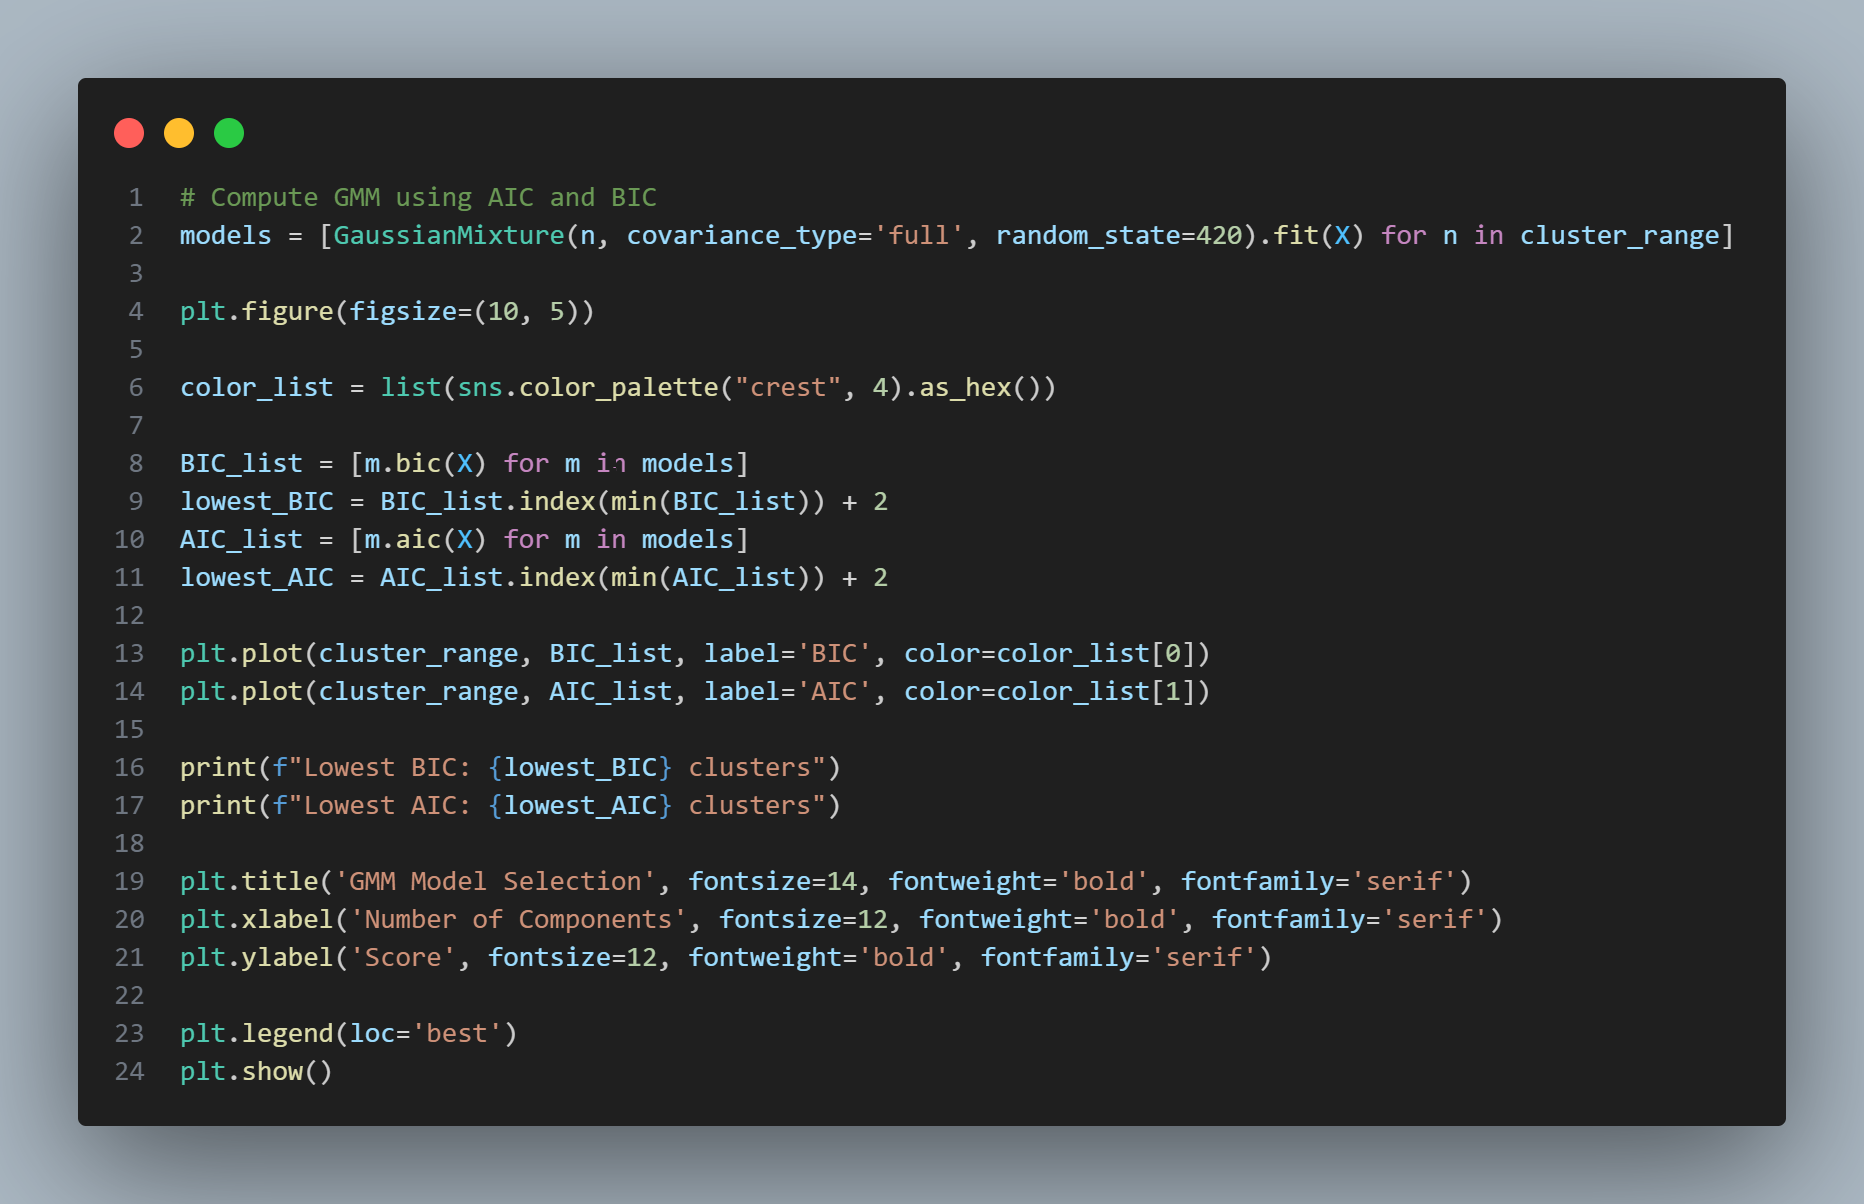 1 # Compute GMM using AIC and BIC
2 models = [GaussianMixture(n, covariance_type='full', random_state=420).fit(X) for n in cluster_range]
3
4 plt.figure(figsize=(10, 5))
5
6 color_list = list(sns.color_palette("crest", 4).as_hex())
7
8 BIC_list = [m.bic(X) for m in models]
9 lowest_BIC = BIC_list.index(min(BIC_list)) + 2
10 AIC_list = [m.aic(X) for m in models]
11 lowest_AIC = AIC_list.index(min(AIC_list)) + 2
12
13 plt.plot(cluster_range, BIC_list, label='BIC', color=color_list[0])
14 plt.plot(cluster_range, AIC_list, label='AIC', color=color_list[1])
15
16 print(f"Lowest BIC: {lowest_BIC} clusters")
17 print(f"Lowest AIC: {lowest_AIC} clusters")
18
19 plt.title('GMM Model Selection', fontsize=14, fontweight='bold', fontfamily='serif')
20 plt.xlabel('Number of Components', fontsize=12, fontweight='bold', fontfamily='serif')
21 plt.ylabel('Score', fontsize=12, fontweight='bold', fontfamily='serif')
22
23 plt.legend(loc='best')
24 plt.show()